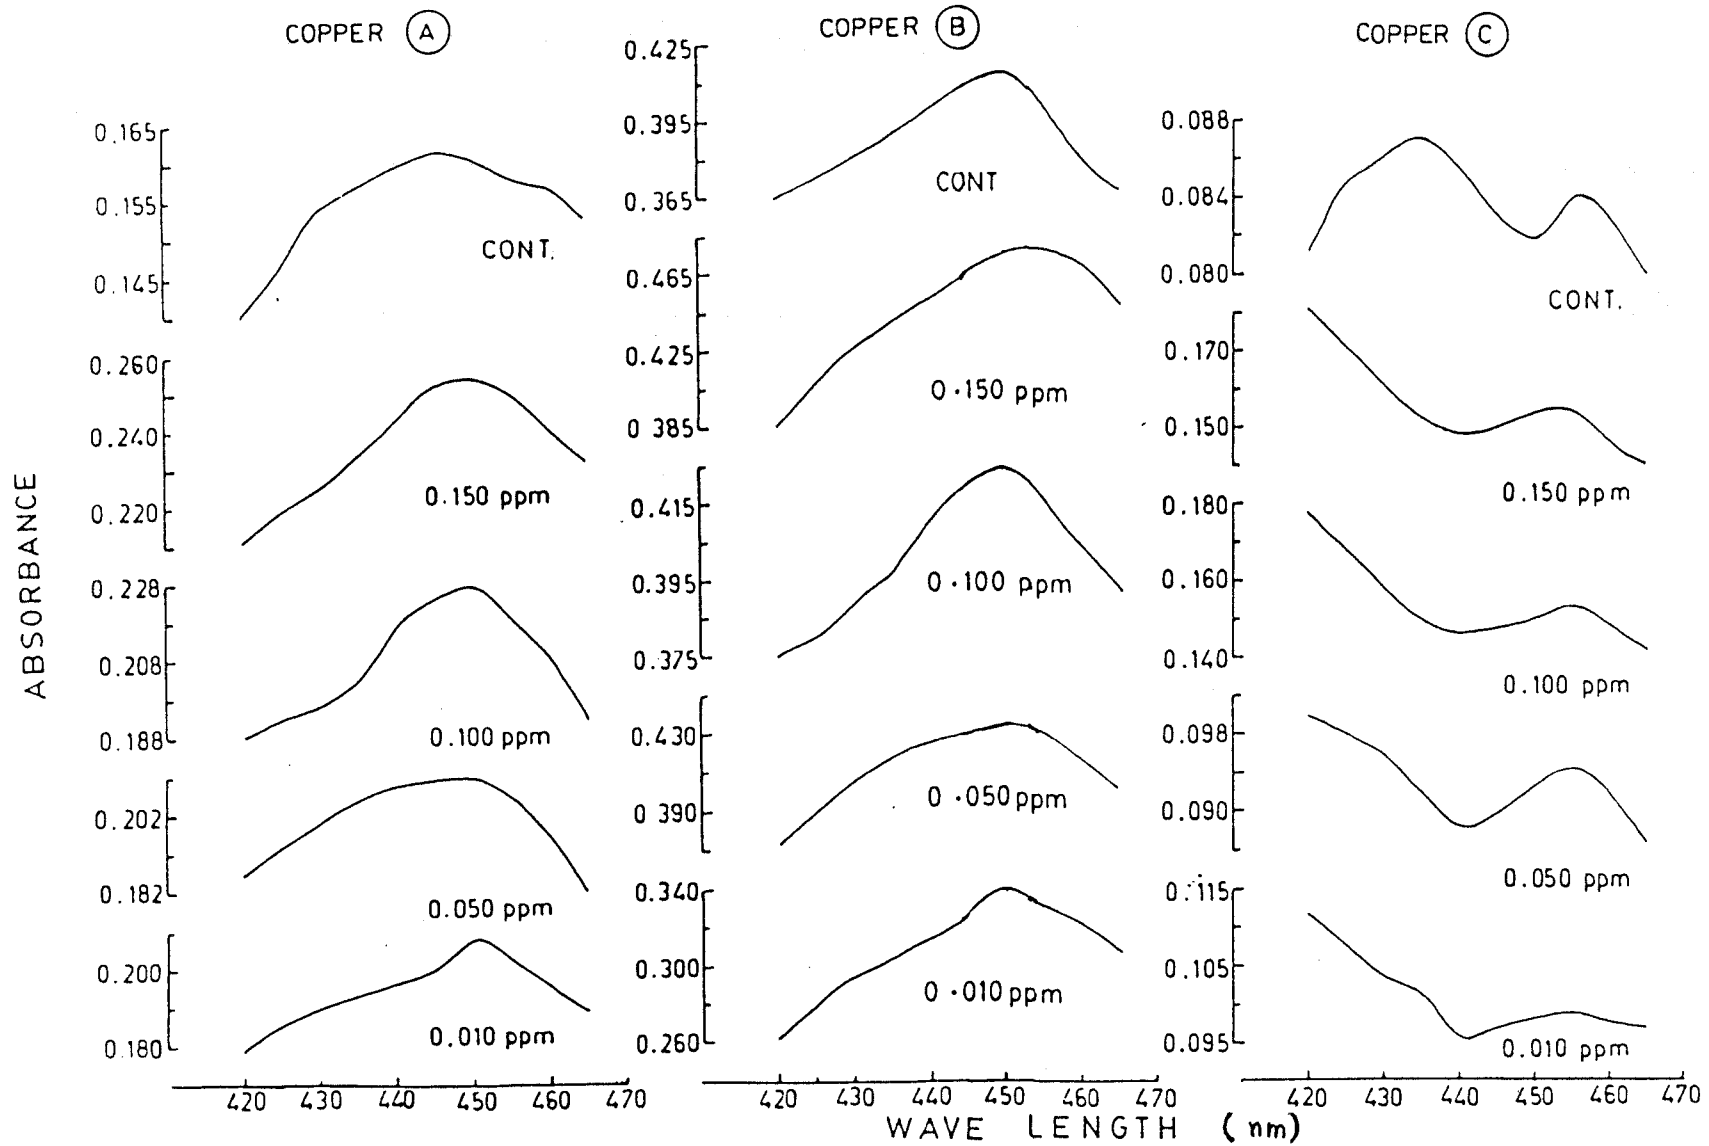 COPPER A
0.165
0.155
0.145
CONT.
0.260
0.240
0.220
0.150 ppm
0.228
0.208
0.188
0.100 ppm
0.202
0.182
0.050 ppm
0.200
0.180
0.010 ppm
420 430 440 450 460 470
COPPER B
0.425
0.395
0.365
CONT
0.465
0.425
0 385
0.150 ppm
0.415
0.395
0.375
0.100 ppm
0.430
0 390
0.050 ppm
0.340
0.300
0.260
0.010 ppm
420 430 440 450 460 470
COPPER C
0.088
0.084
0.080
CONT.
0.170
0.150
0.150 ppm
0.180
0.160
0.140
0.100 ppm
0.098
0.090
0.050 ppm
0.115
0.105
0.095
0.010 ppm
420 430 440 450 460 470
ABSORBANCE
WAVE LENGTH (nm)